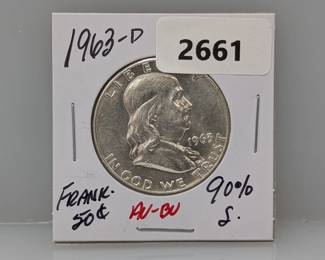 1963-D
2661
LIBERTY
1963
IN GOD WE TRUST
FRANK.
50¢
AU-BU
90%
S.